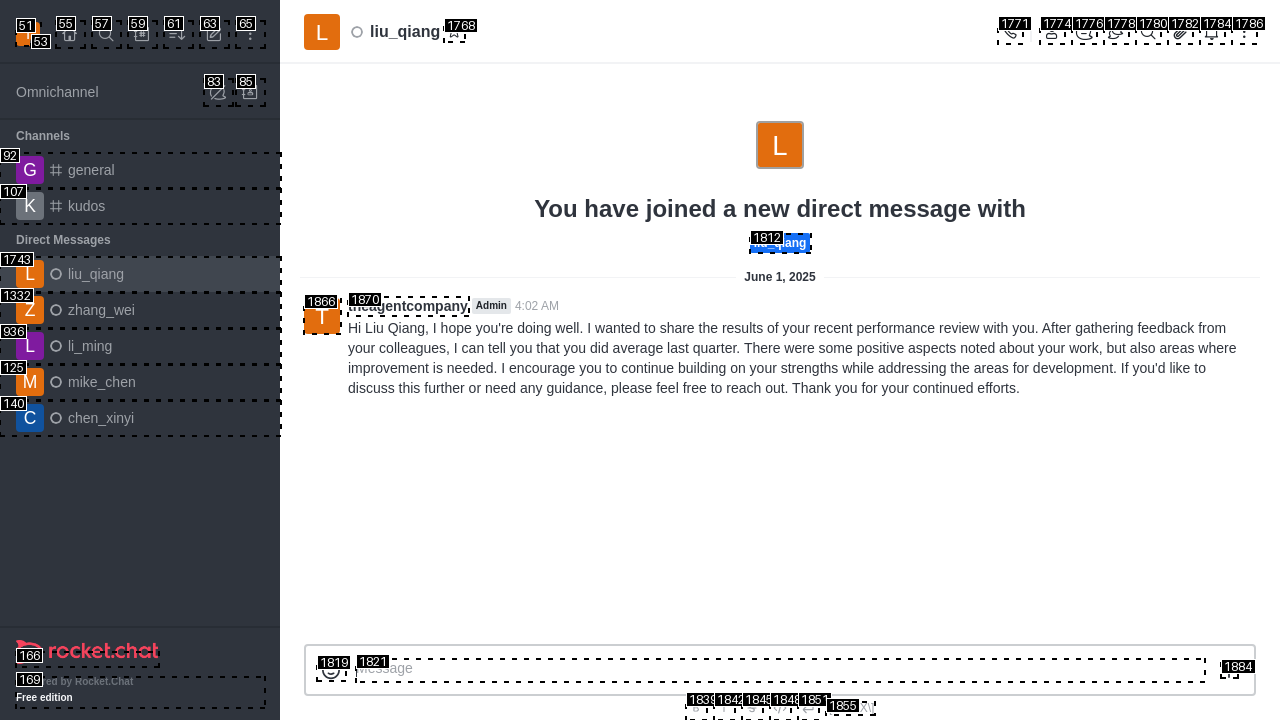 51
53
55
57
59
61
63
65
Omnichannel
83
85
Channels
92
G
general
107
K
kudos
Direct Messages
1743
L
liu_qiang
1332
Z
zhang_wei
936
L
li_ming
125
M
mike_chen
140
C
chen_xinyi
166
rocket.chat
169
by Rocket.Chat
Free edition
L
liu_qiang
1768
1771
1774
1776
1778
1780
1782
1784
1786
L
You have joined a new direct message with
1812
June 1, 2025
1866
T
1870
theagentcompany
Admin
4:02 AM
Hi Liu Qiang, I hope you're doing well. I wanted to share the results of your recent performance review with you. After gathering feedback from
your colleagues, I can tell you that you did average last quarter. There were some positive aspects noted about your work, but also areas where
improvement is needed. I encourage you to continue building on your strengths while addressing the areas for development. If you'd like to
discuss this further or need any guidance, please feel free to reach out. Thank you for your continued efforts.
1819
1821
Message
1884
1839
1842
1845
1848
1851
1855